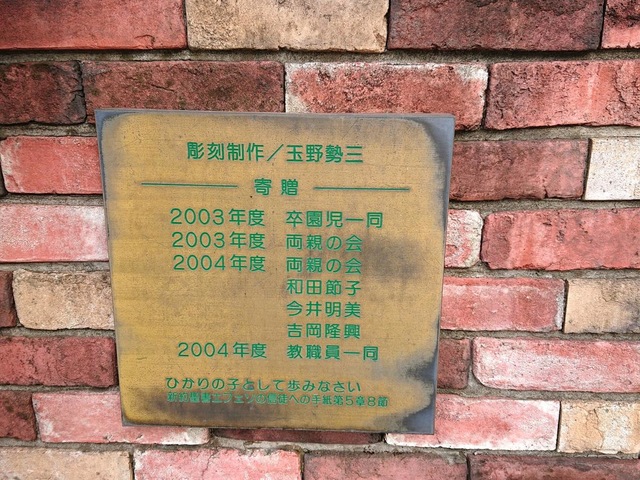 彫刻制作／玉野勢三
寄贈
2003年度 卒園児一同
2003年度 両親の会
2004年度 両親の会
和田節子
今井明美
吉岡隆興
2004年度 教職員一同
ひかりの子として歩みなさい
新約聖書エフェソの信徒への手紙第5章8節